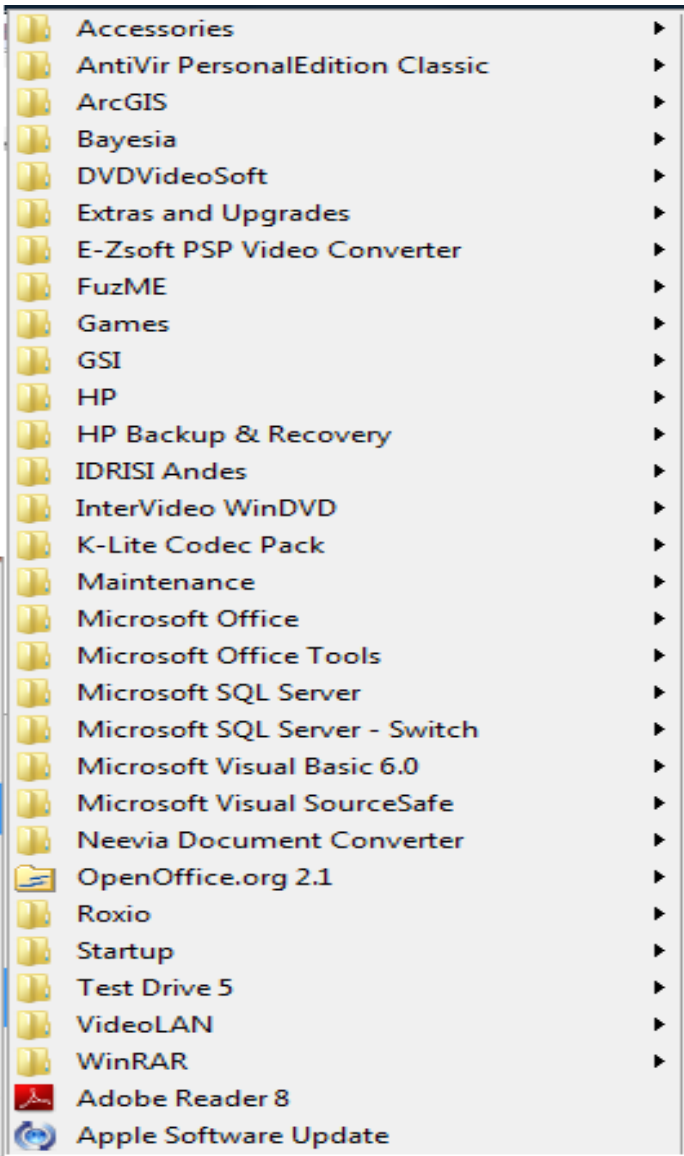 Accessories
AntiVir PersonalEdition Classic
ArcGIS
Bayesia
DVDVideoSoft
Extras and Upgrades
E-Zsoft PSP Video Converter
FuzME
Games
GSI
HP
HP Backup & Recovery
IDRISI Andes
InterVideo WinDVD
K-Lite Codec Pack
Maintenance
Microsoft Office
Microsoft Office Tools
Microsoft SQL Server
Microsoft SQL Server - Switch
Microsoft Visual Basic 6.0
Microsoft Visual SourceSafe
Neevia Document Converter
OpenOffice.org 2.1
Roxio
Startup
Test Drive 5
VideoLAN
WinRAR
Adobe Reader 8
Apple Software Update